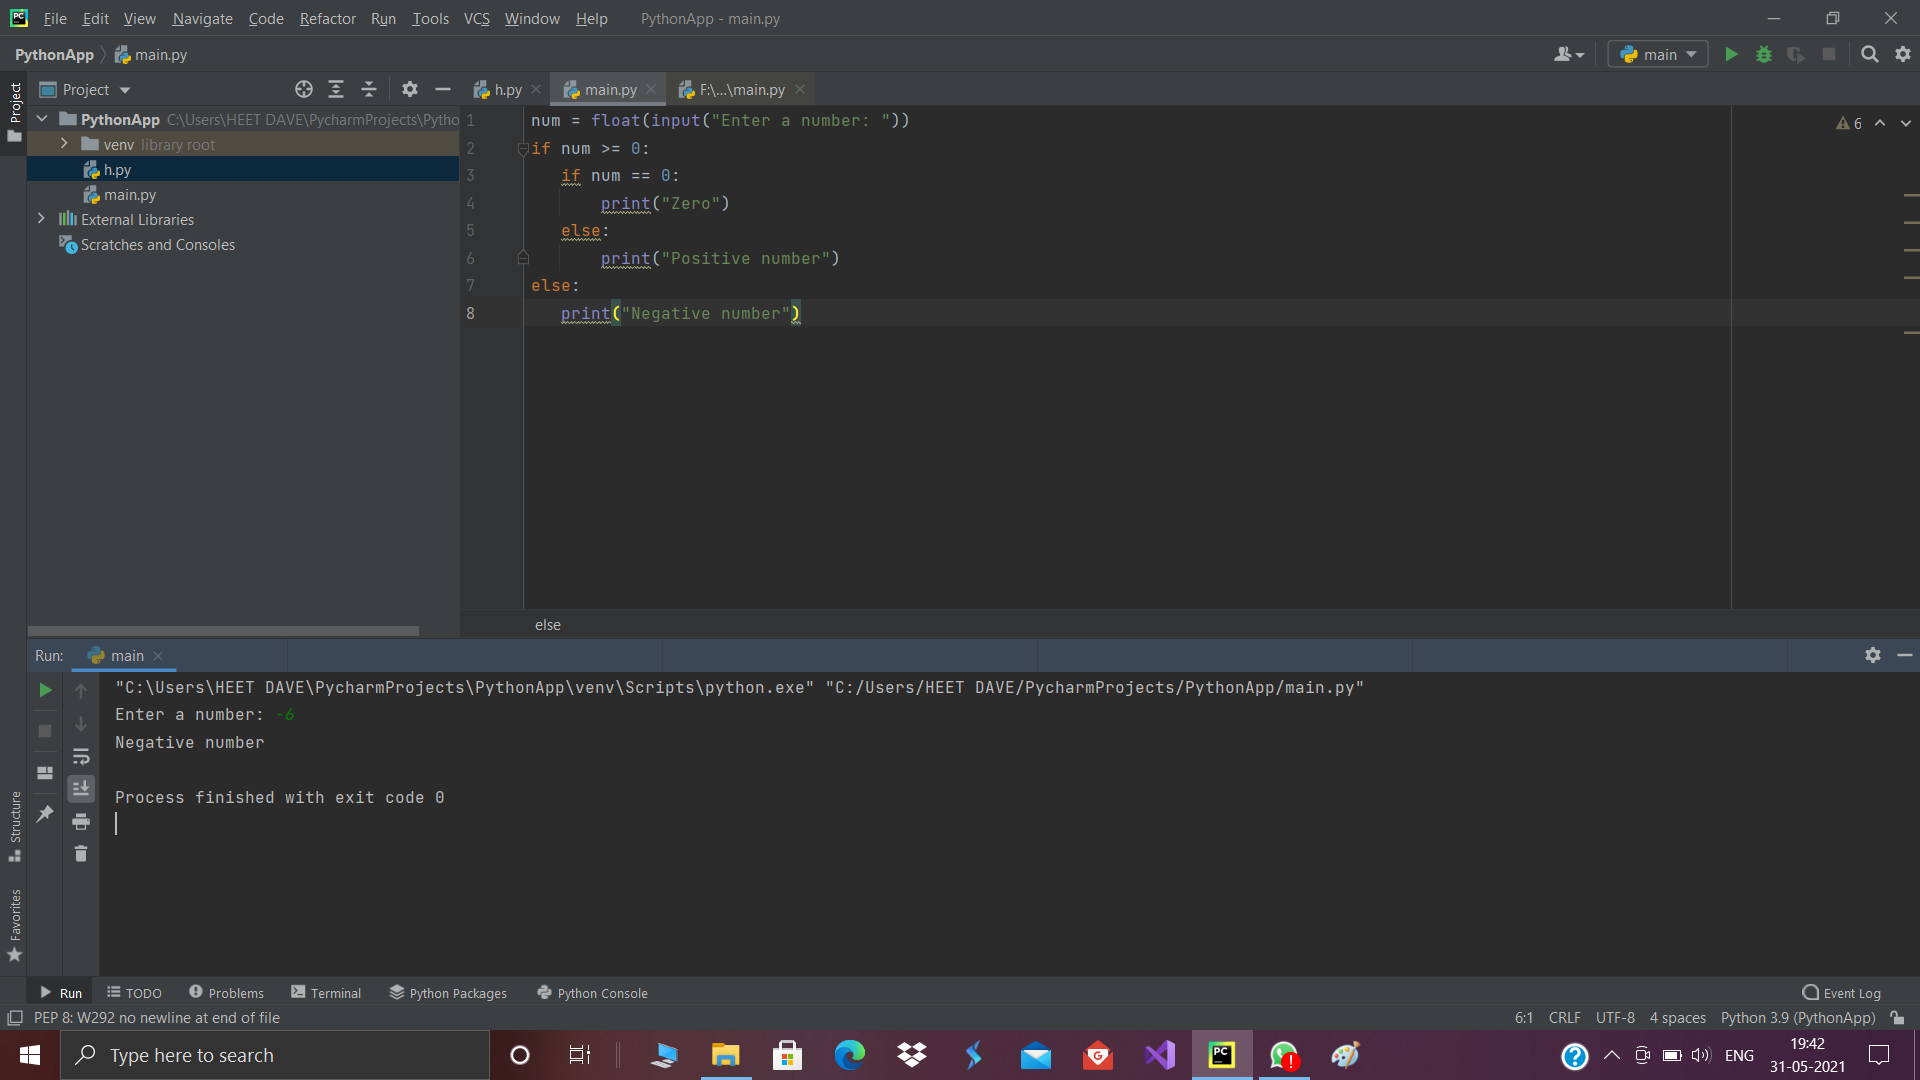 File Edit View Navigate Code Refactor Run Tools VCS Window Help PythonApp - main.py
PythonApp main.py main
Project
Project
PythonApp C:\Users\HEET DAVE\PycharmProjects\Pytho
venv library root
h.py
main.py
External Libraries
Scratches and Consoles
h.py main.py F:\...\main.py
6
1 num = float(input("Enter a number: "))
2 if num >= 0:
3 if num == 0:
4 print("Zero")
5 else:
6 print("Positive number")
7 else:
8 print("Negative number")
else
Run: main
"C:\Users\HEET DAVE\PycharmProjects\PythonApp\venv\Scripts\python.exe" "C:/Users/HEET DAVE/PycharmProjects/PythonApp/main.py"
Enter a number: -6
Negative number
Process finished with exit code 0
Structure
Favorites
Run TODO Problems Terminal Python Packages Python Console Event Log
PEP 8: W292 no newline at end of file 6:1 CRLF UTF-8 4 spaces Python 3.9 (PythonApp)
Type here to search
PC
G
ENG
19:42
31-05-2021